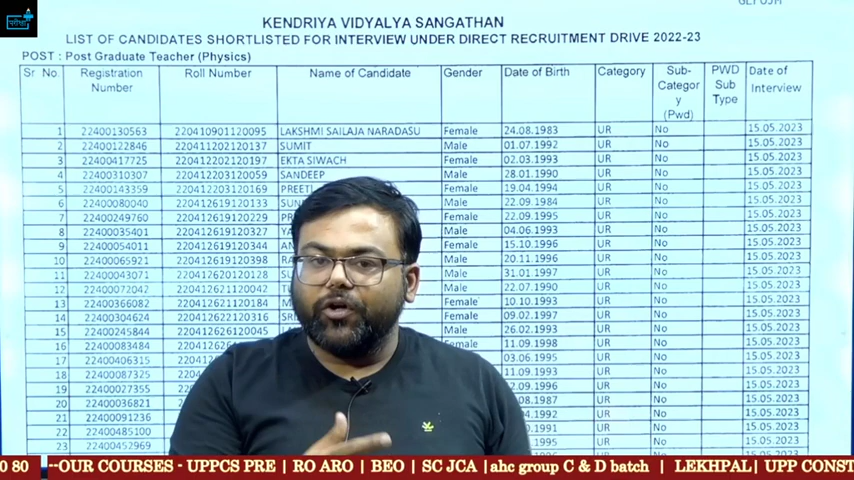 परीक्षा
KENDRIYA VIDYALYA SANGATHAN
LIST OF CANDIDATES SHORTLISTED FOR INTERVIEW UNDER DIRECT RECRUITMENT DRIVE 2022-23
POST : Post Graduate Teacher (Physics)
Sr No. Registration Number Roll Number Name of Candidate Gender Date of Birth Category Sub-Categor y (Pwd) PWD Sub Type Date of Interview
1 22400130563 220410901120095 LAKSHMI SAILAJA NARADASU Female 24.08.1983 UR No 15.05.2023
2 22400122846 220411202120137 SUMIT Male 01.07.1992 UR No 15.05.2023
3 22400417725 220412202120197 EKTA SIWACH Female 02.03.1993 UR No 15.05.2023
4 22400310307 220412203120059 SANDEEP Male 28.01.1990 UR No 15.05.2023
5 22400143359 220412203120169 PREETI Female 19.04.1994 UR No 15.05.2023
6 22400080040 220412619120133 Male 22.09.1984 UR No 15.05.2023
7 22400249760 220412619120229 Female 22.09.1995 UR No 15.05.2023
8 22400035401 220412619120327 Male 04.06.1993 UR No 15.05.2023
9 22400054011 220412619120344 Female 15.10.1996 UR No 15.05.2023
10 22400065921 220412619120398 Male 20.11.1996 UR No 15.05.2023
11 22400043071 220412620120128 Male 31.01.1997 UR No 15.05.2023
12 22400072042 220412621120042 Male 22.07.1990 UR No 15.05.2023
13 22400366082 220412621120184 Female 10.10.1993 UR No 15.05.2023
14 22400304624 220412622120316 Female 09.02.1997 UR No 15.05.2023
15 22400245844 220412626120045 Male 26.02.1993 UR No 15.05.2023
16 22400083484 Female 11.09.1998 UR No 15.05.2023
17 22400406315 03.06.1995 UR No 15.05.2023
18 22400087325 11.09.1993 UR No 15.05.2023
19 22400027355 UR No 15.05.2023
20 22400036821 UR No 15.05.2023
21 22400091236 UR No 15.05.2023
22 22400485100 UR No 15.05.2023
23 22400452969 UR No 15.05.2023
0 80 --OUR COURSES - UPPCS PRE | RO ARO | BEO | SC JCA |ahc group C & D batch | LEKHPAL| UPP CONST